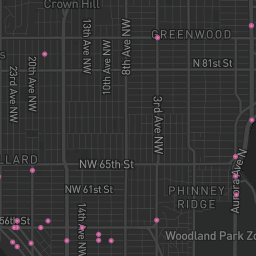 Crown Hill
GREENWOOD
13th Ave NW
8th Ave NW
10th Ave NW
N 81st St
23rd Ave NW
20th Ave NW
3rd Ave NW
LLARD
NW 65th St
Aurora Ave N
NW 61st St
PHINNEY
RIDGE
14th Ave NW
56th St
Woodland Park Zo